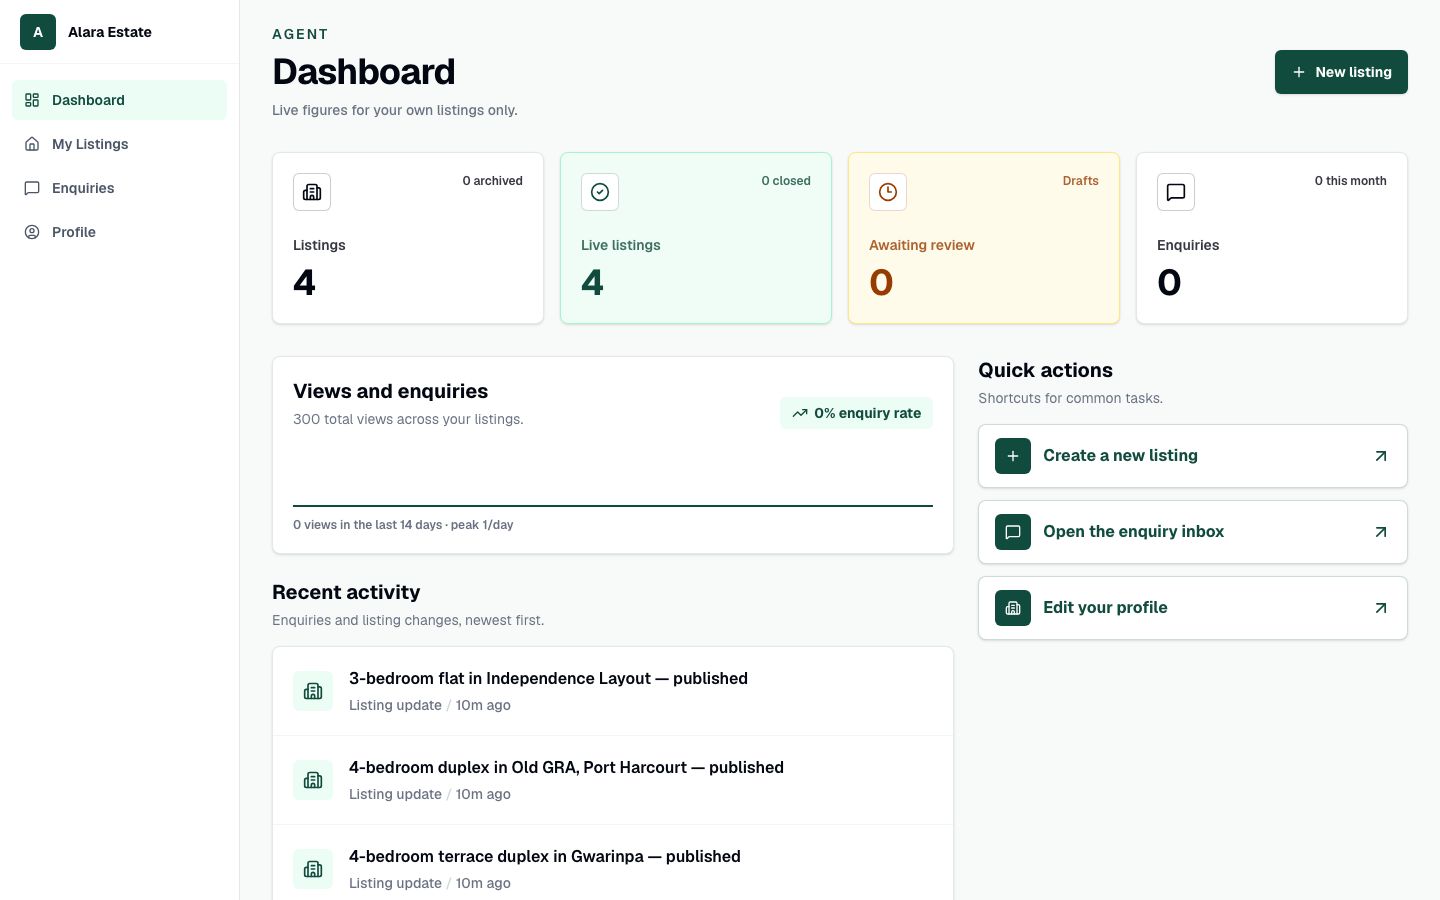 A
Alara Estate
Dashboard
My Listings
Enquiries
Profile
AGENT
Dashboard
Live figures for your own listings only.
New listing
0 archived
Listings
4
0 closed
Live listings
4
Drafts
Awaiting review
0
0 this month
Enquiries
0
Views and enquiries
300 total views across your listings.
0% enquiry rate
0 views in the last 14 days · peak 1/day
Recent activity
Enquiries and listing changes, newest first.
3-bedroom flat in Independence Layout — published
Listing update / 10m ago
4-bedroom duplex in Old GRA, Port Harcourt — published
Listing update / 10m ago
4-bedroom terrace duplex in Gwarinpa — published
Listing update / 10m ago
Quick actions
Shortcuts for common tasks.
Create a new listing
Open the enquiry inbox
Edit your profile